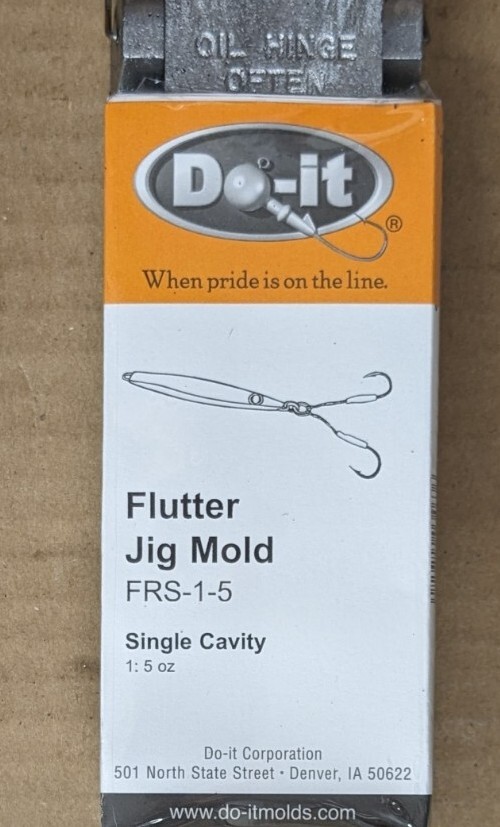 OIL HINGE
OFTEN
Do-it®
When pride is on the line.
Flutter
Jig Mold
FRS-1-5
Single Cavity
1: 5 oz
Do-it Corporation
501 North State Street • Denver, IA 50622
www.do-itmolds.com